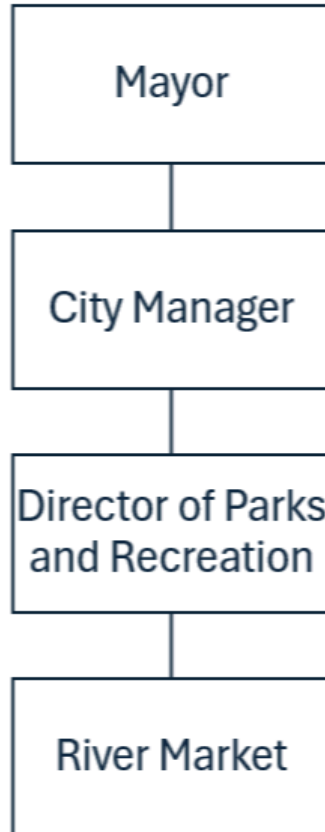 Mayor
City Manager
Director of Parks
and Recreation
River Market